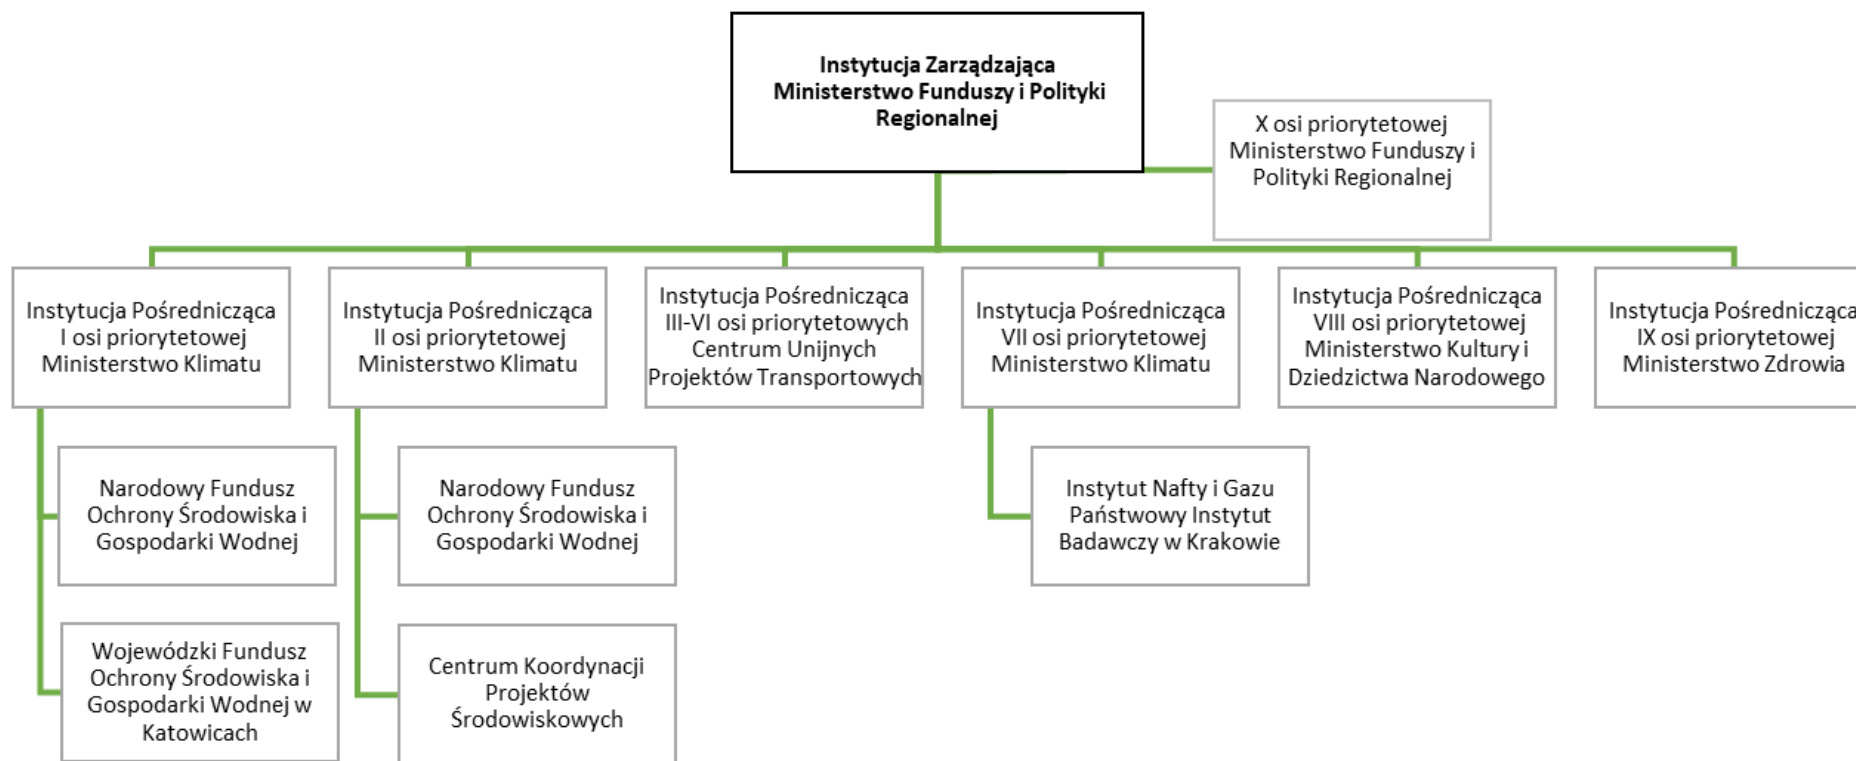 Instytucja Zarządzająca
Ministerstwo Funduszy i Polityki
Regionalnej
X osi priorytetowej
Ministerstwo Funduszy i
Polityki Regionalnej
Instytucja Pośrednicząca
I osi priorytetowej
Ministerstwo Klimatu
Instytucja Pośrednicząca
II osi priorytetowej
Ministerstwo Klimatu
Instytucja Pośrednicząca
III-VI osi priorytetowych
Centrum Unijnych
Projektów Transportowych
Instytucja Pośrednicząca
VII osi priorytetowej
Ministerstwo Klimatu
Instytucja Pośrednicząca
VIII osi priorytetowej
Ministerstwo Kultury i
Dziedzictwa Narodowego
Instytucja Pośrednicząca
IX osi priorytetowej
Ministerstwo Zdrowia
Narodowy Fundusz
Ochrony Środowiska i
Gospodarki Wodnej
Narodowy Fundusz
Ochrony Środowiska i
Gospodarki Wodnej
Instytut Nafty i Gazu
Państwowy Instytut
Badawczy w Krakowie
Wojewódzki Fundusz
Ochrony Środowiska i
Gospodarki Wodnej w
Katowicach
Centrum Koordynacji
Projektów
Środowiskowych